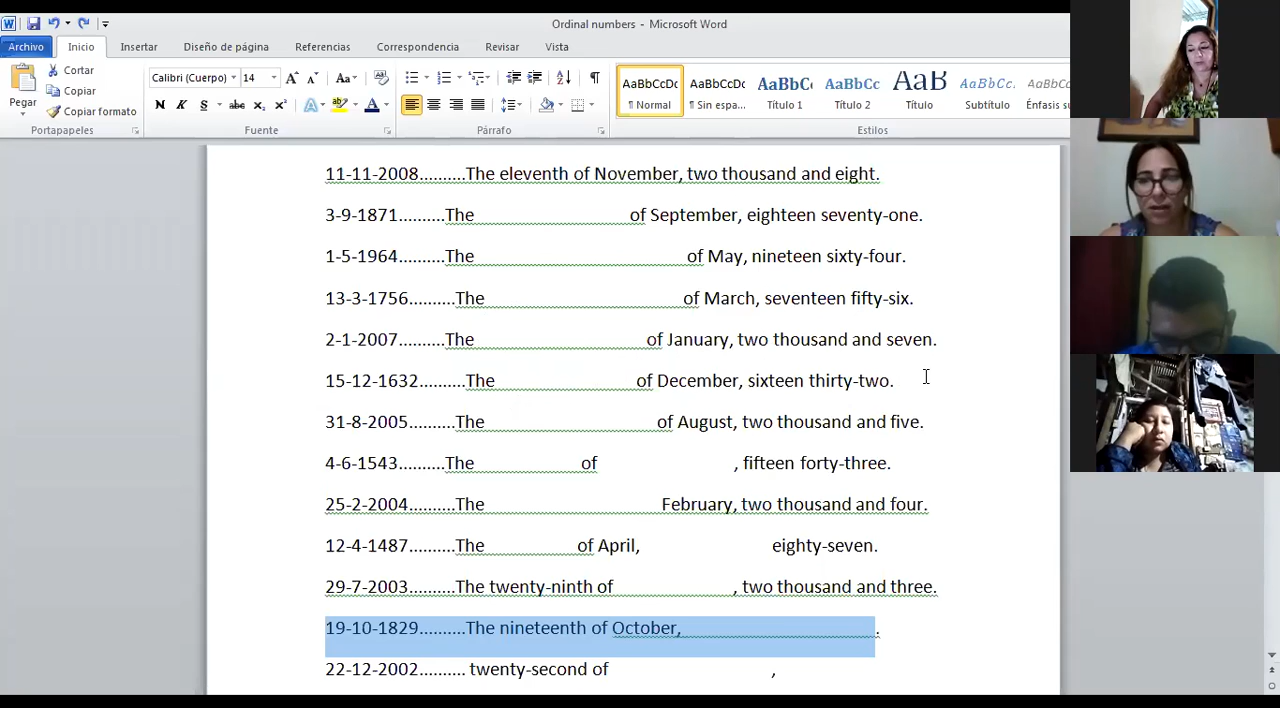 Ordinal numbers - Microsoft Word
Archivo Inicio Insertar Diseño de página Referencias Correspondencia Revisar Vista
Pegar
Cortar
Copiar
Copiar formato
Calibri (Cuerpo) 14
N K S abc x₂ x²
AaBbCcDc AaBbCcDc AaBbC AaBbCc AaB AaBbCc. AaBbCc
¶ Normal ¶ Sin espa... Título 1 Título 2 Título Subtítulo Énfasis su
Portapapeles Fuente Párrafo Estilos
11-11-2008..........The eleventh of November, two thousand and eight.
3-9-1871..........The of September, eighteen seventy-one.
1-5-1964..........The of May, nineteen sixty-four.
13-3-1756..........The of March, seventeen fifty-six.
2-1-2007..........The of January, two thousand and seven.
15-12-1632..........The of December, sixteen thirty-two.
31-8-2005..........The of August, two thousand and five.
4-6-1543..........The of , fifteen forty-three.
25-2-2004..........The February, two thousand and four.
12-4-1487..........The of April, eighty-seven.
29-7-2003..........The twenty-ninth of , two thousand and three.
19-10-1829..........The nineteenth of October, .
22-12-2002.......... twenty-second of ,